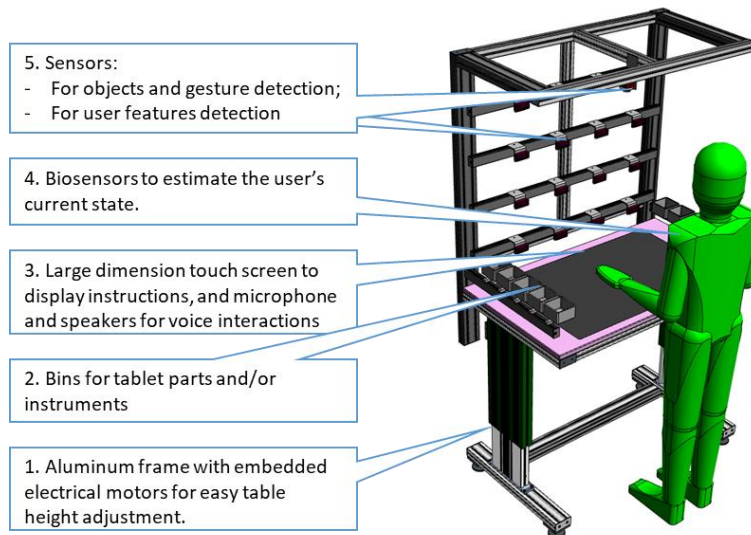 5. Sensors:
- For objects and gesture detection;
- For user features detection
4. Biosensors to estimate the user's
current state.
3. Large dimension touch screen to
display instructions, and microphone
and speakers for voice interactions
2. Bins for tablet parts and/or
instruments
1. Aluminum frame with embedded
electrical motors for easy table
height adjustment.